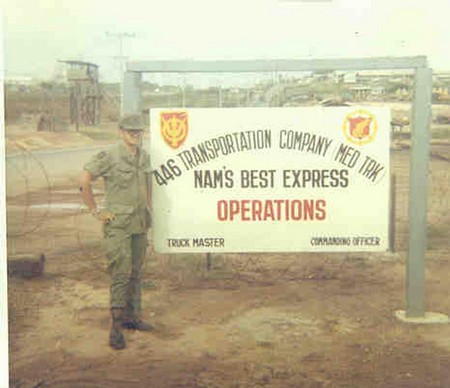 446 TRANSPORTATION COMPANY MED TRK
NAM'S BEST EXPRESS
OPERATIONS
TRUCK MASTER COMMANDING OFFICER